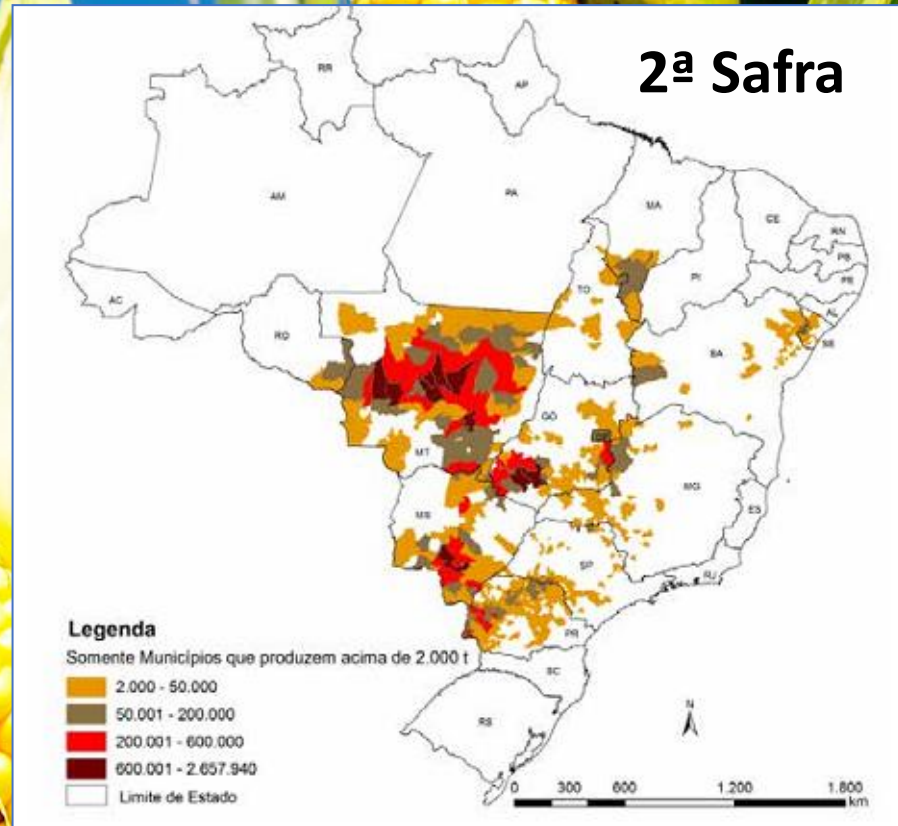 2ª Safra
RR
AP
AM
PA
MA
CE
RN
PB
PE
PI
TO
AL
SE
AC
RO
BA
MT
GO
MG
MS
ES
SP
RJ
PR
SC
RS
Legenda
Somente Municípios que produzem acima de 2.000 t
2.000 - 50.000
50.001 - 200.000
200.001 - 600.000
600.001 - 2.657.940
Limite de Estado
N
0 300 600 1.200 1.800
km